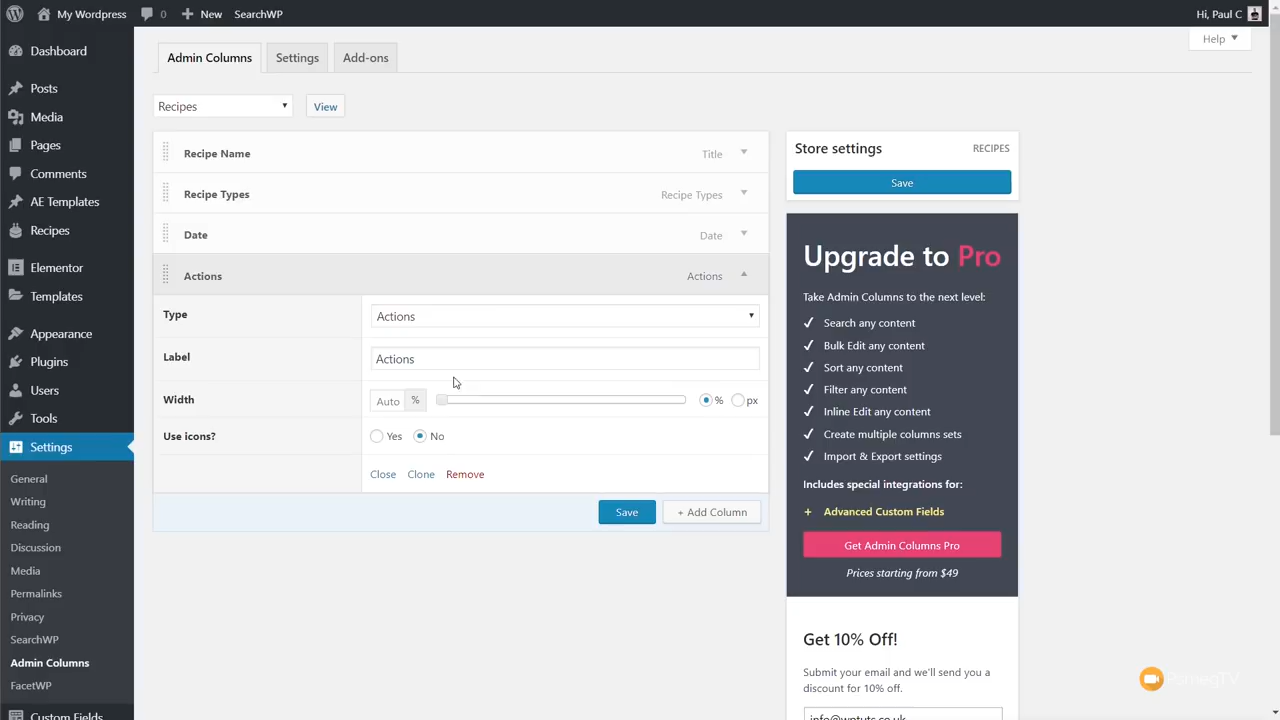 My Wordpress
0
New
SearchWP
Hi, Paul C
Help
Dashboard
Posts
Media
Pages
Comments
AE Templates
Recipes
Elementor
Templates
Appearance
Plugins
Users
Tools
Settings
General
Writing
Reading
Discussion
Media
Permalinks
Privacy
SearchWP
Admin Columns
FacetWP
Custom Fields
Admin Columns
Settings
Add-ons
Recipes
View
Recipe Name
Title
Recipe Types
Recipe Types
Date
Date
Actions
Actions
Type
Actions
Label
Actions
Width
Auto
%
%
px
Use icons?
Yes
No
Close
Clone
Remove
Save
+ Add Column
Store settings
RECIPES
Save
Upgrade to Pro
Take Admin Columns to the next level:
Search any content
Bulk Edit any content
Sort any content
Filter any content
Inline Edit any content
Create multiple columns sets
Import & Export settings
Includes special integrations for:
+ Advanced Custom Fields
Get Admin Columns Pro
Prices starting from $49
Get 10% Off!
Submit your email and we'll send you a
discount for 10% off.
info@wptuts.co.uk